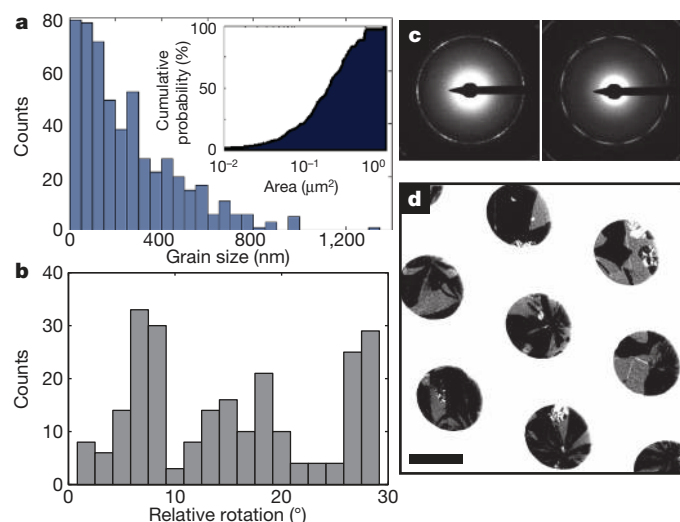 a
80
60
40
20
0
Counts
0
400
800
1,200
Grain size (nm)
100
50
0
Cumulative
probability (%)
10⁻²
10⁻¹
10⁰
Area (μm²)
b
40
30
20
10
0
Counts
0
10
20
30
Relative rotation (°)
c
d